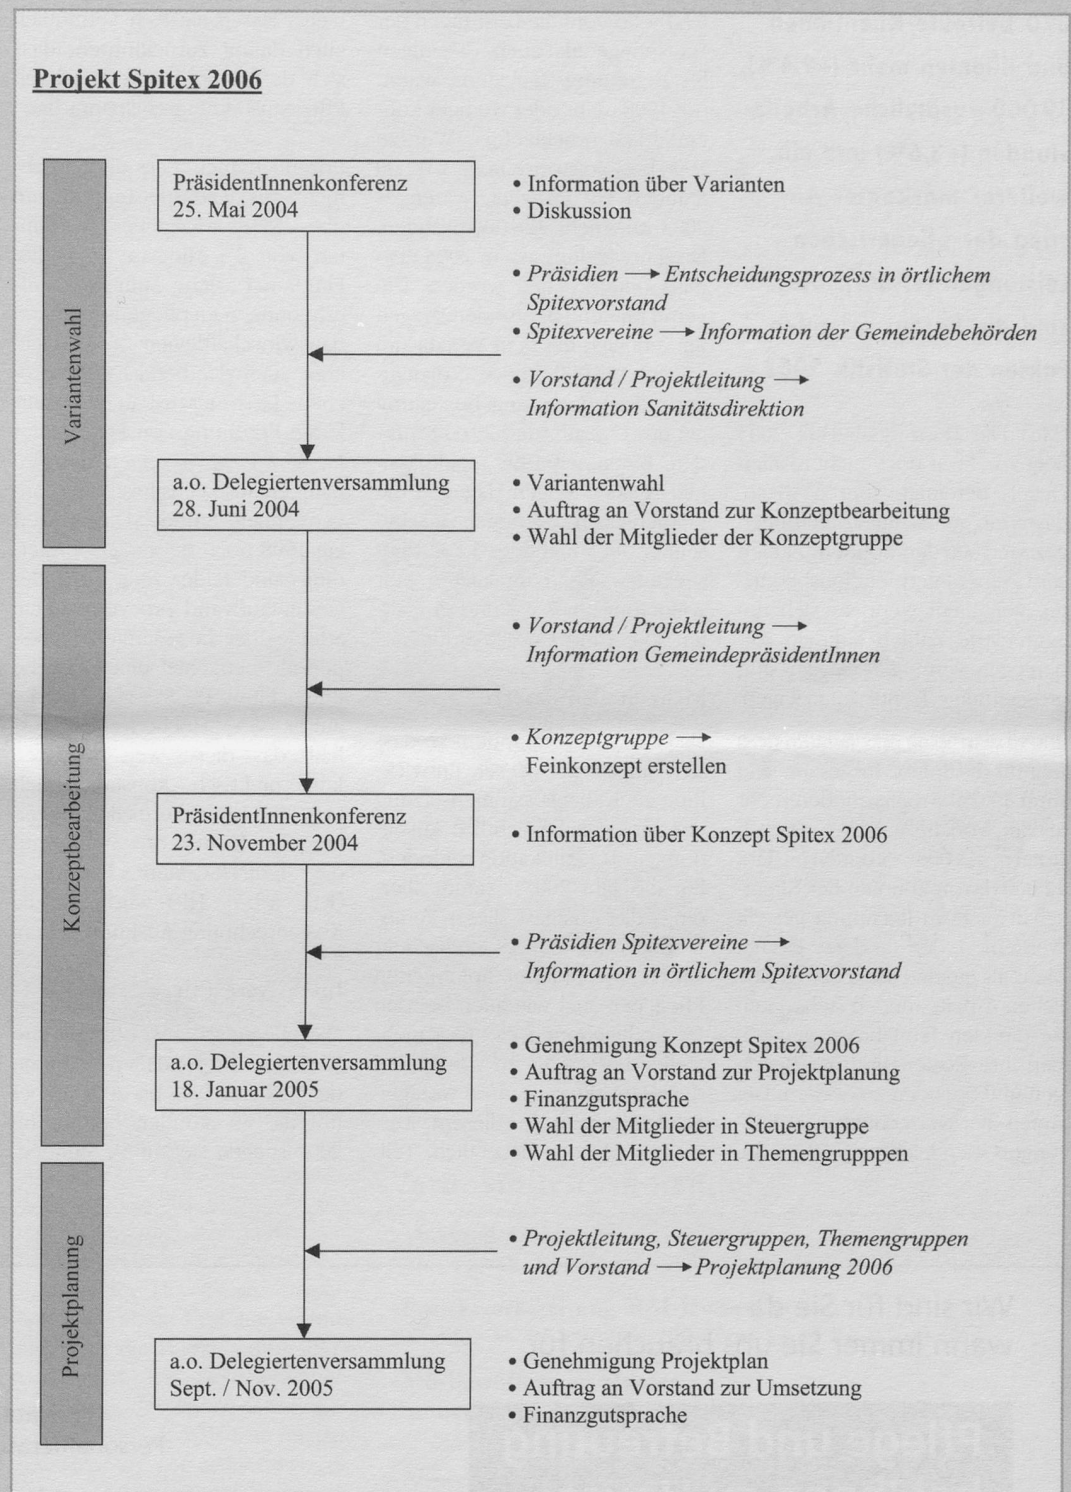 Projekt Spitex 2006
Variantenwahl
PräsidentInnenkonferenz
25. Mai 2004
• Information über Varianten
• Diskussion
• Präsidien → Entscheidungsprozess in örtlichem
Spitexvorstand
• Spitexvereine → Information der Gemeindebehörden
• Vorstand / Projektleitung →
Information Sanitätsdirektion
a.o. Delegiertenversammlung
28. Juni 2004
• Variantenwahl
• Auftrag an Vorstand zur Konzeptbearbeitung
• Wahl der Mitglieder der Konzeptgruppe
Konzeptbearbeitung
• Vorstand / Projektleitung →
Information GemeindepräsidentInnen
• Konzeptgruppe →
Feinkonzept erstellen
PräsidentInnenkonferenz
23. November 2004
• Information über Konzept Spitex 2006
• Präsidien Spitexvereine →
Information in örtlichem Spitexvorstand
a.o. Delegiertenversammlung
18. Januar 2005
• Genehmigung Konzept Spitex 2006
• Auftrag an Vorstand zur Projektplanung
• Finanzgutsprache
• Wahl der Mitglieder in Steuergruppe
• Wahl der Mitglieder in Themengrupppen
Projektplanung
• Projektleitung, Steuergruppen, Themengruppen
und Vorstand → Projektplanung 2006
a.o. Delegiertenversammlung
Sept. / Nov. 2005
• Genehmigung Projektplan
• Auftrag an Vorstand zur Umsetzung
• Finanzgutsprache